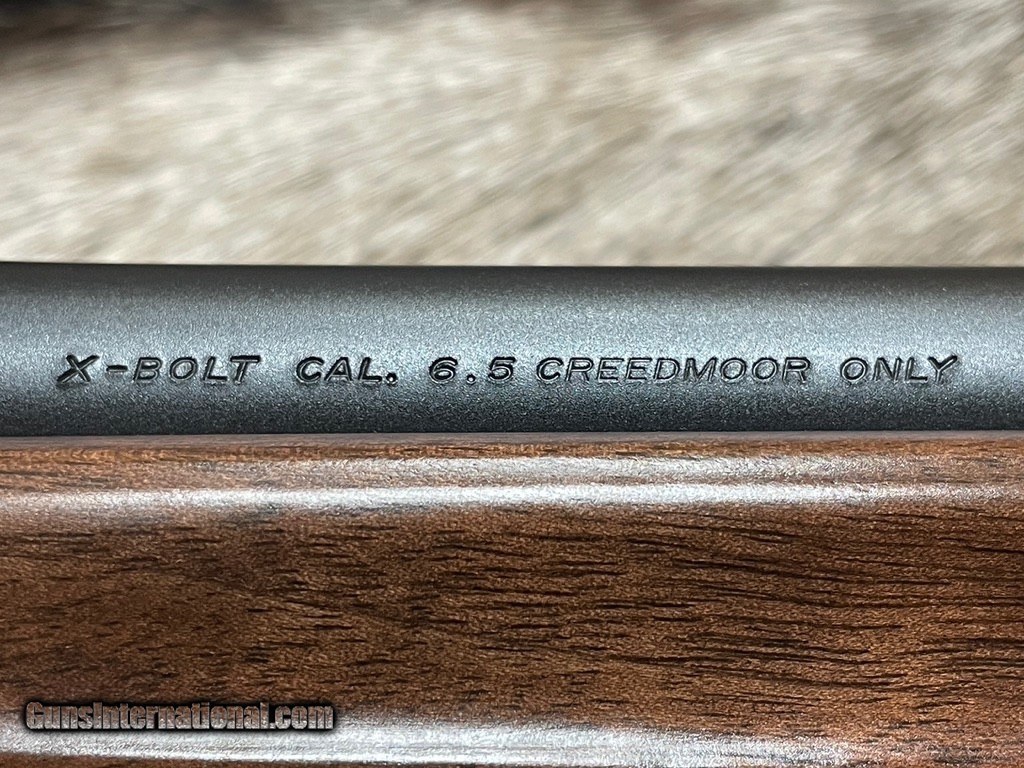 X-BOLT CAL. 6.5 CREEDMOOR ONLY
GunsInternational.com